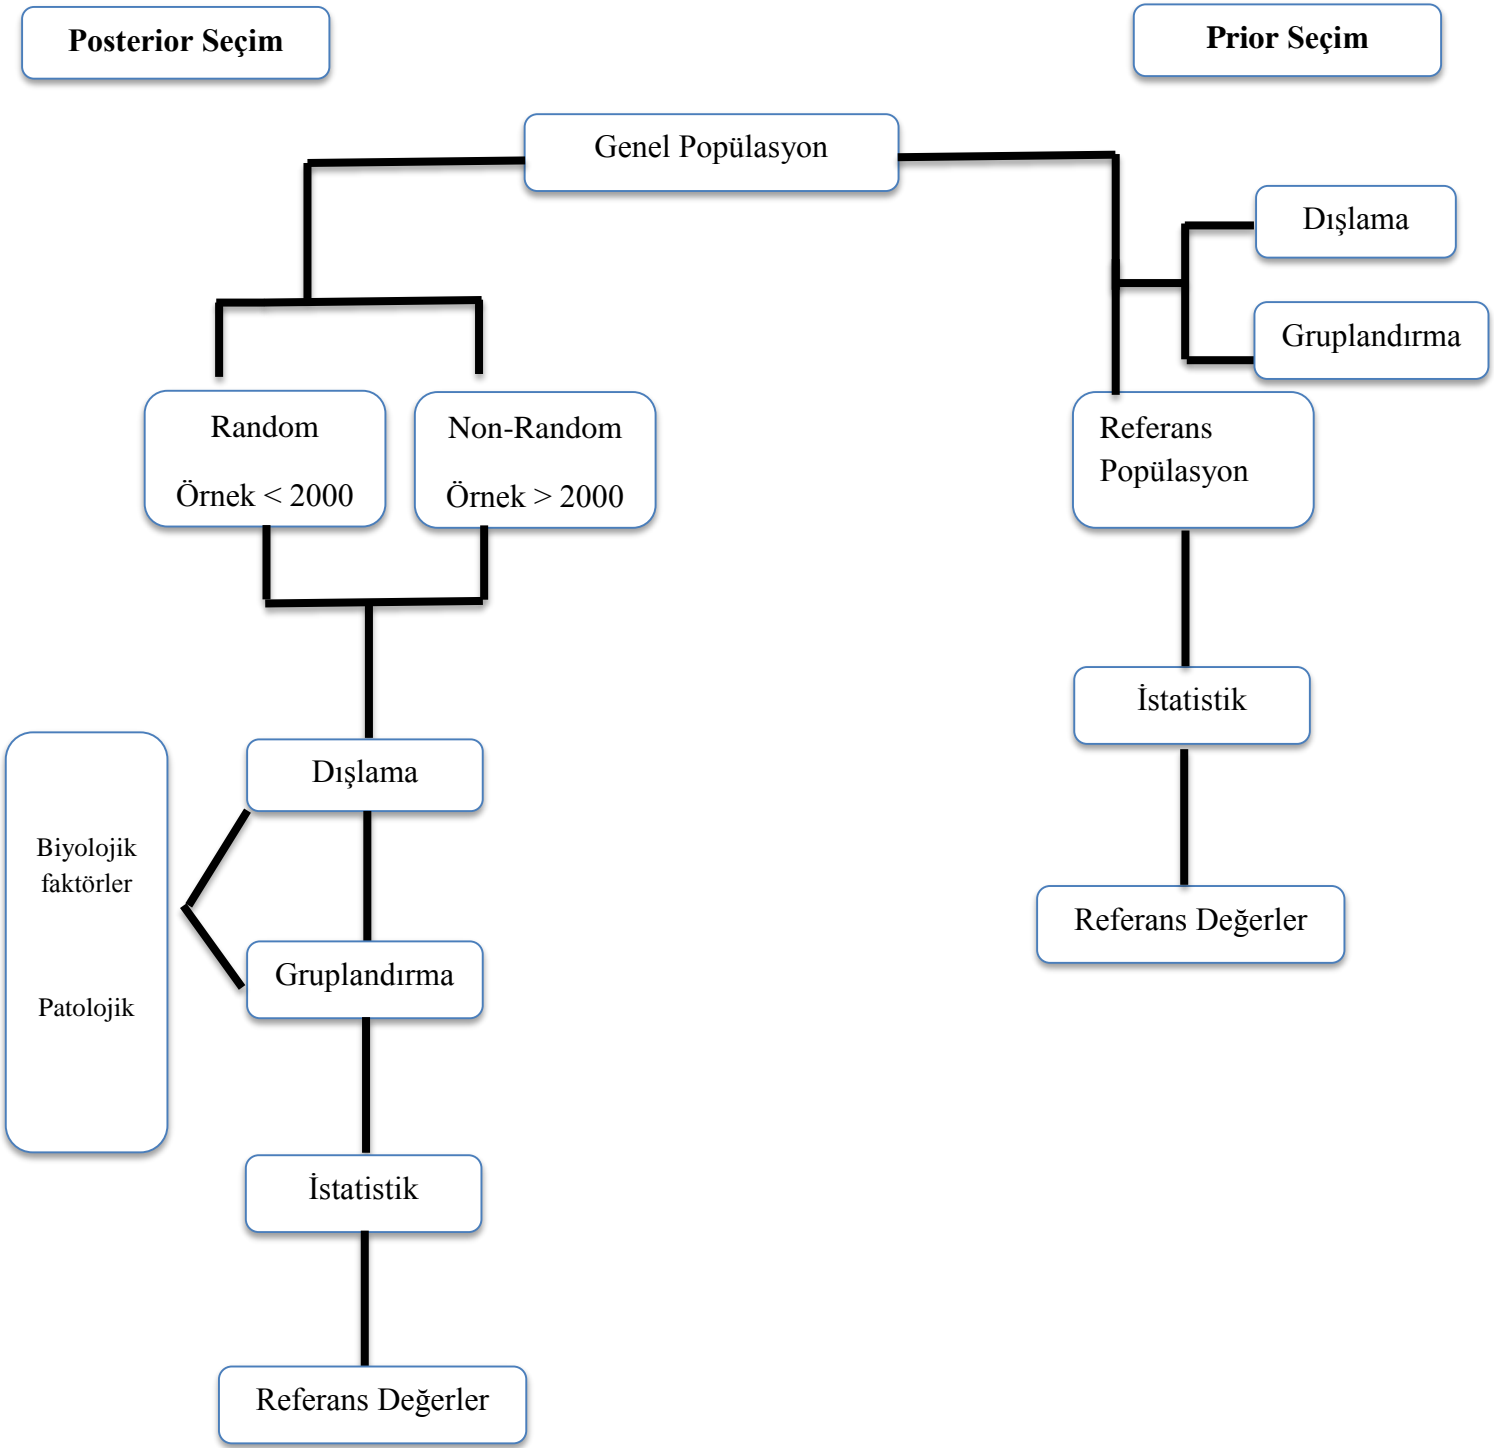 Posterior Seçim
Prior Seçim
Genel Popülasyon
Dışlama
Gruplandırma
Random
Örnek < 2000
Non-Random
Örnek > 2000
Referans
Popülasyon
İstatistik
Referans Değerler
Biyolojik
faktörler
Patolojik
Dışlama
Gruplandırma
İstatistik
Referans Değerler